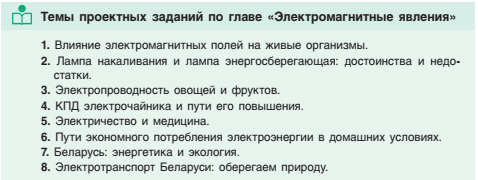 Темы проектных заданий по главе «Электромагнитные явления»
1. Влияние электромагнитных полей на живые организмы.
2. Лампа накаливания и лампа энергосберегающая: достоинства и недо-
статки.
3. Электропроводность овощей и фруктов.
4. КПД электрочайника и пути его повышения.
5. Электричество и медицина.
6. Пути экономного потребления электроэнергии в домашних условиях.
7. Беларусь: энергетика и экология.
8. Электротранспорт Беларуси: оберегаем природу.